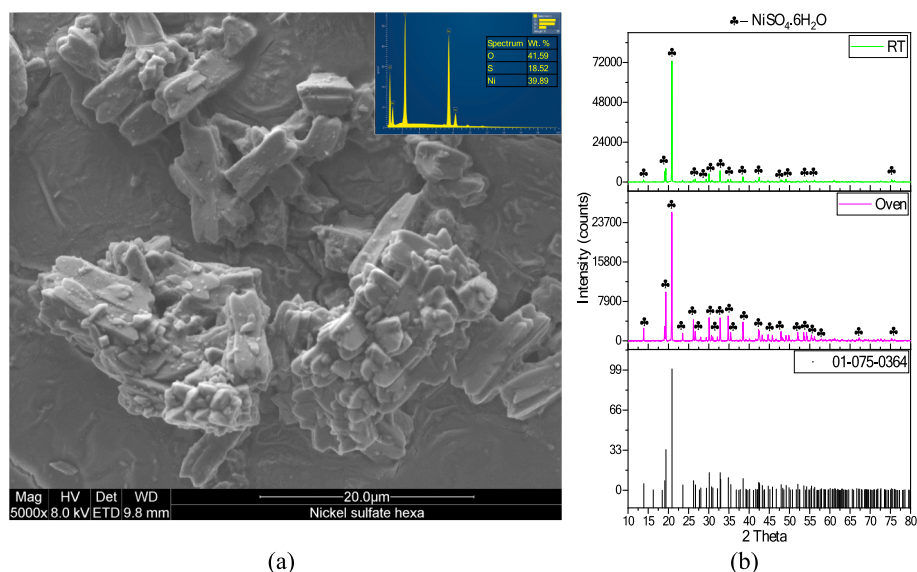 Spectrum Wt. %
O 41.59
S 18.52
Ni 39.89
Mag HV Det WD
5000x 8.0 kV ETD 9.8 mm
20.0µm
Nickel sulfate hexa
(a)
♣– NiSO₄.6H₂O
RT
72000
48000
24000
0
Oven
23700
15800
7900
0
Intensity (counts)
01-075-0364
99
66
33
0
10 15 20 25 30 35 40 45 50 55 60 65 70 75 80
2 Theta
(b)